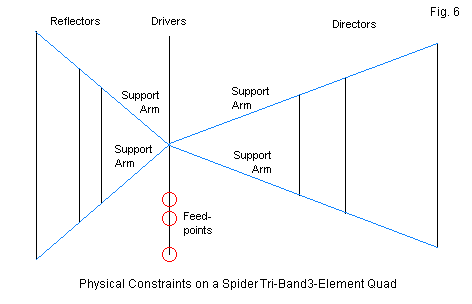 Fig. 6
Reflectors
Drivers
Directors
Support
Arm
Support
Arm
Support
Arm
Support
Arm
Feed-
points
Physical Constraints on a Spider Tri-Band3-Element Quad